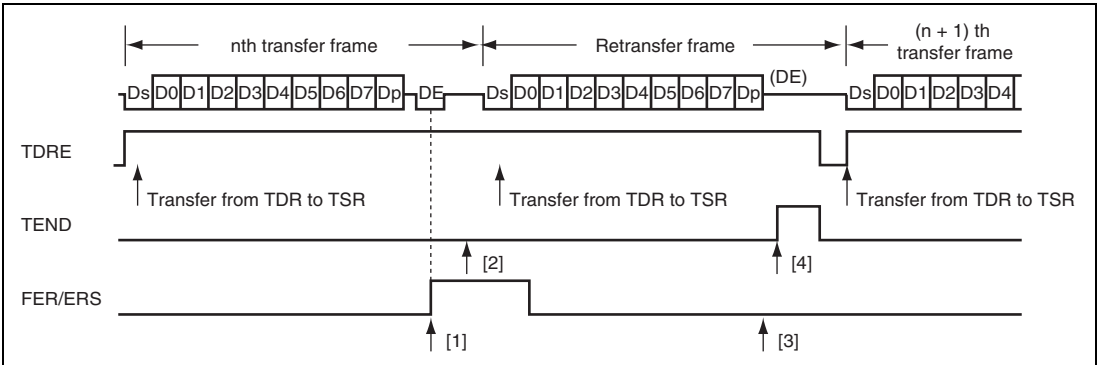 nth transfer frame
Retransfer frame
(n + 1) th
transfer frame
Ds D0 D1 D2 D3 D4 D5 D6 D7 Dp DE Ds D0 D1 D2 D3 D4 D5 D6 D7 Dp (DE) Ds D0 D1 D2 D3 D4
TDRE
Transfer from TDR to TSR Transfer from TDR to TSR Transfer from TDR to TSR
TEND
[2] [4]
FER/ERS
[1] [3]